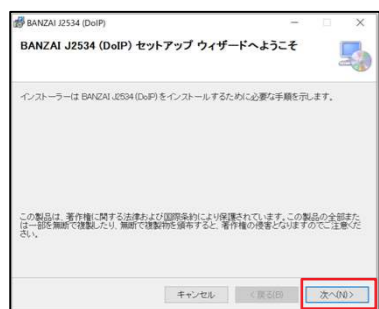 BANZAI J2534 (DoIP)
BANZAI J2534 (DoIP) セットアップ ウィザードへようこそ
インストーラーは BANZAI J2534 (DoIP) をインストールするために必要な手順を示します。
この製品は、著作権に関する法律および国際条約により保護されています。この製品の全部また
は一部を無断で複製したり、無断で複製物を頒布すると、著作権の侵害となりますのでご注意くだ
さい。
キャンセル
< 戻る(B)
次へ(N) >